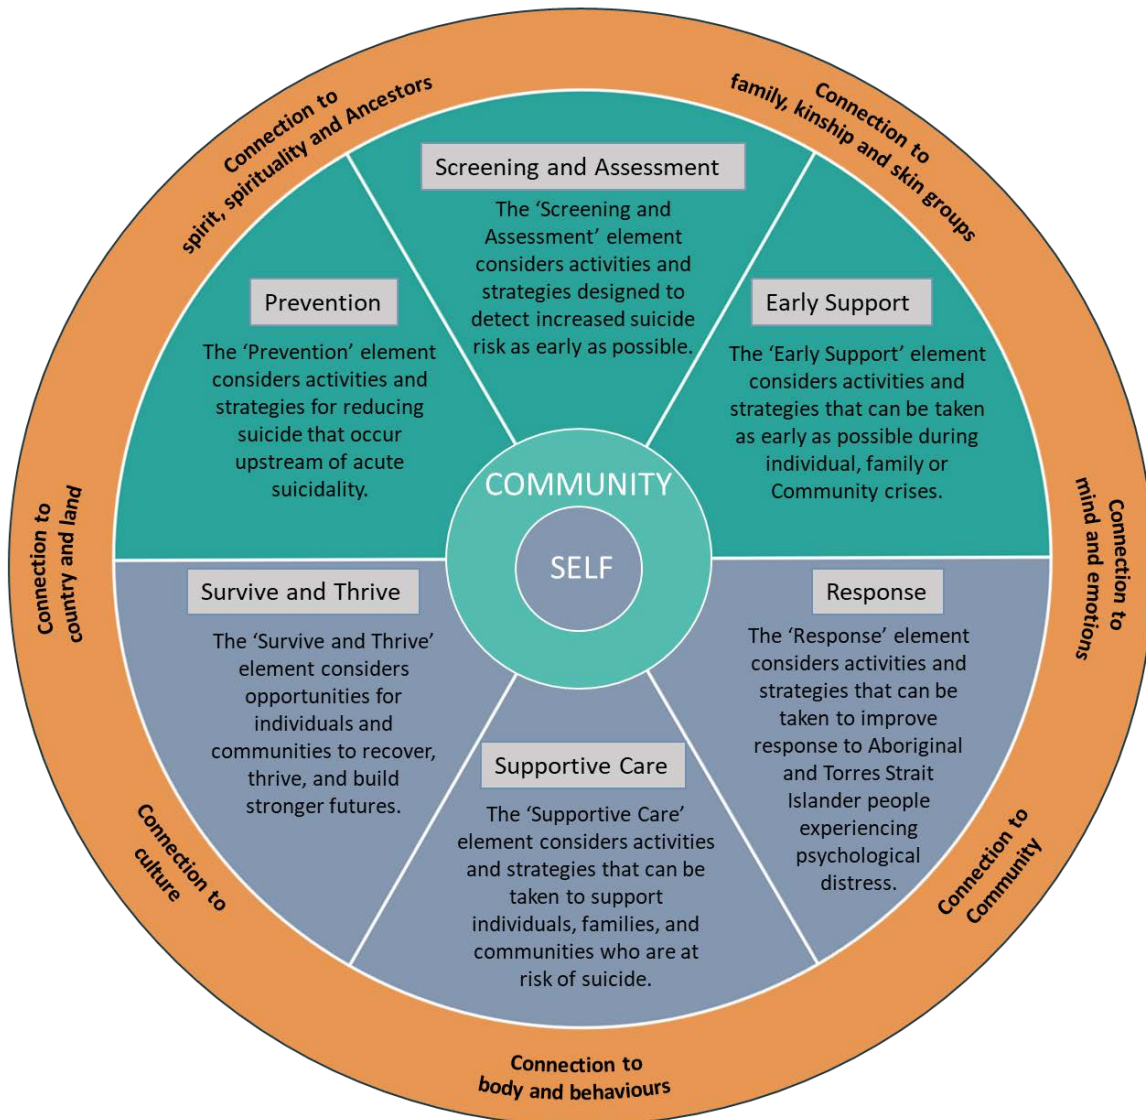 Connection to
spirit, spirituality and Ancestors
Connection to
family, kinship and skin groups
Screening and Assessment
The ‘Screening and
Assessment’ element
considers activities and
strategies designed to
detect increased suicide
risk as early as possible.
Prevention
The ‘Prevention’ element
considers activities and
strategies for reducing
suicide that occur
upstream of acute
suicidality.
Early Support
The ‘Early Support’ element
considers activities and
strategies that can be taken
as early as possible during
individual, family or
Community crises.
COMMUNITY
SELF
Connection to
country and land
Connection to
mind and emotions
Survive and Thrive
The ‘Survive and Thrive’
element considers
opportunities for
individuals and
communities to recover,
thrive, and build
stronger futures.
Response
The ‘Response’ element
considers activities and
strategies that can be
taken to improve
response to Aboriginal
and Torres Strait
Islander people
experiencing
psychological
distress.
Supportive Care
The ‘Supportive Care’
element considers activities
and strategies that can be
taken to support
individuals, families, and
communities who are at
risk of suicide.
Connection to
culture
Connection to
Community
Connection to
body and behaviours